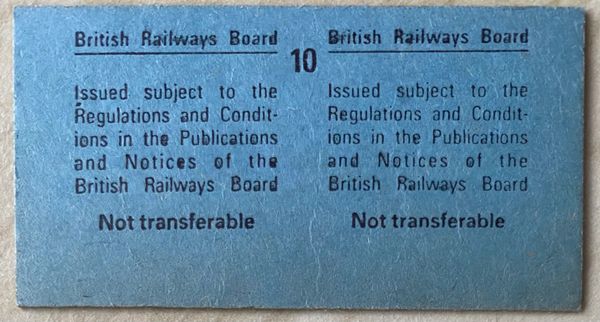 British Railways Board
Issued subject to the
Regulations and Condit-
ions in the Publications
and Notices of the
British Railways Board
Not transferable
10
British Railways Board
Issued subject to the
Regulations and Condit-
ions in the Publications
and Notices of the
British Railways Board
Not transferable